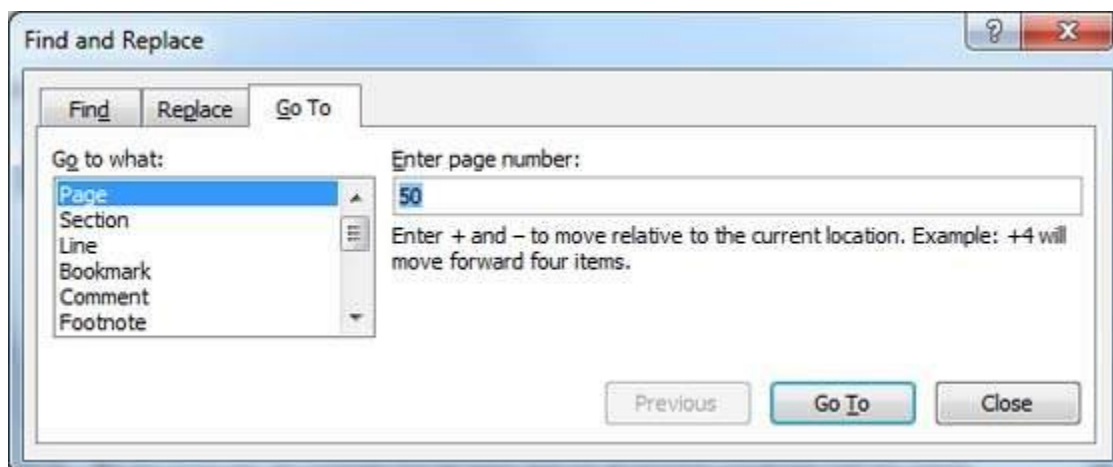 Find and Replace
Find
Replace
Go To
Go to what:
Page
Section
Line
Bookmark
Comment
Footnote
Enter page number:
50
Enter + and – to move relative to the current location. Example: +4 will
move forward four items.
Previous
Go To
Close